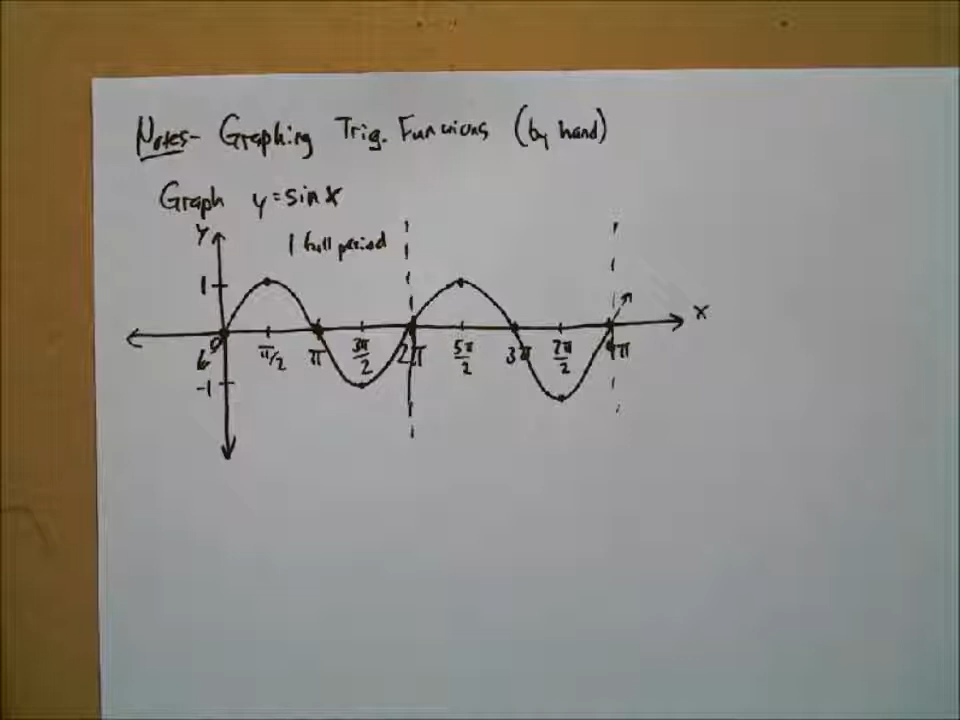 Notes- Graphing Trig. Functions (by hand)
Graph y=sin x
y
1 full period
1
x
0 π/2 π 3π/2 2π 5π/2 3π 7π/2 4π
-1